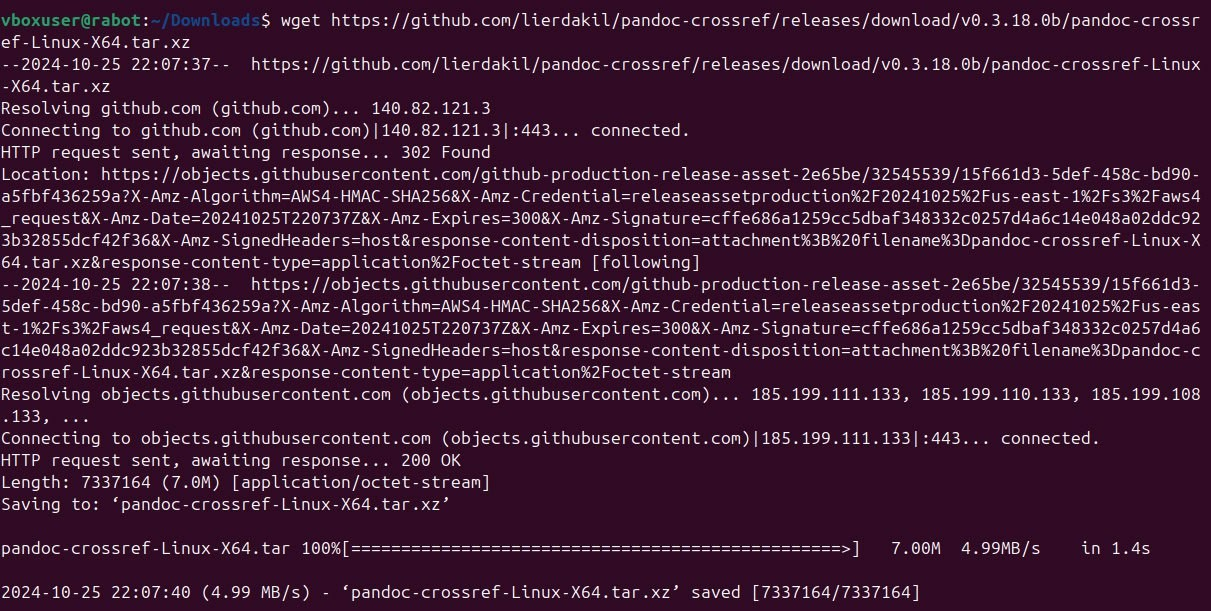 vboxuser@rabot:~/Downloads$ wget https://github.com/lierdakil/pandoc-crossref/releases/download/v0.3.18.0b/pandoc-crossr
ef-Linux-X64.tar.xz
--2024-10-25 22:07:37--  https://github.com/lierdakil/pandoc-crossref/releases/download/v0.3.18.0b/pandoc-crossref-Linux
-X64.tar.xz
Resolving github.com (github.com)... 140.82.121.3
Connecting to github.com (github.com)|140.82.121.3|:443... connected.
HTTP request sent, awaiting response... 302 Found
Location: https://objects.githubusercontent.com/github-production-release-asset-2e65be/32545539/15f661d3-5def-458c-bd90-
a5fbf436259a?X-Amz-Algorithm=AWS4-HMAC-SHA256&X-Amz-Credential=releaseassetproduction%2F20241025%2Fus-east-1%2Fs3%2Faws4
_request&X-Amz-Date=20241025T220737Z&X-Amz-Expires=300&X-Amz-Signature=cffe686a1259cc5dbaf348332c0257d4a6c14e048a02ddc92
3b32855dcf42f36&X-Amz-SignedHeaders=host&response-content-disposition=attachment%3B%20filename%3Dpandoc-crossref-Linux-X
64.tar.xz&response-content-type=application%2Foctet-stream [following]
--2024-10-25 22:07:38--  https://objects.githubusercontent.com/github-production-release-asset-2e65be/32545539/15f661d3-
5def-458c-bd90-a5fbf436259a?X-Amz-Algorithm=AWS4-HMAC-SHA256&X-Amz-Credential=releaseassetproduction%2F20241025%2Fus-eas
t-1%2Fs3%2Faws4_request&X-Amz-Date=20241025T220737Z&X-Amz-Expires=300&X-Amz-Signature=cffe686a1259cc5dbaf348332c0257d4a6
c14e048a02ddc923b32855dcf42f36&X-Amz-SignedHeaders=host&response-content-disposition=attachment%3B%20filename%3Dpandoc-c
rossref-Linux-X64.tar.xz&response-content-type=application%2Foctet-stream
Resolving objects.githubusercontent.com (objects.githubusercontent.com)... 185.199.111.133, 185.199.110.133, 185.199.108
.133, ...
Connecting to objects.githubusercontent.com (objects.githubusercontent.com)|185.199.111.133|:443... connected.
HTTP request sent, awaiting response... 200 OK
Length: 7337164 (7.0M) [application/octet-stream]
Saving to: ‘pandoc-crossref-Linux-X64.tar.xz’

pandoc-crossref-Linux-X64.tar 100%[=================================================>]   7.00M  4.99MB/s    in 1.4s

2024-10-25 22:07:40 (4.99 MB/s) - ‘pandoc-crossref-Linux-X64.tar.xz’ saved [7337164/7337164]